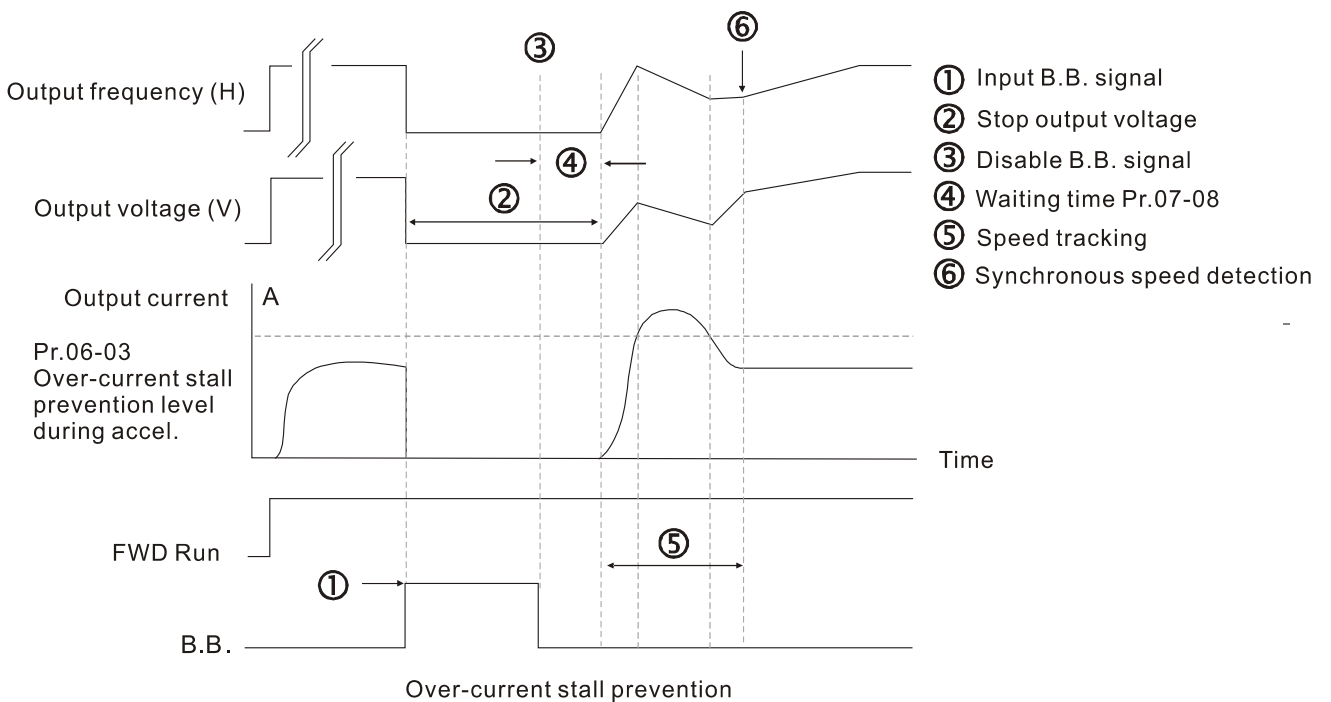 ⑥
③
Output frequency (H)
④
②
Output voltage (V)
① Input B.B. signal
② Stop output voltage
③ Disable B.B. signal
④ Waiting time Pr.07-08
⑤ Speed tracking
⑥ Synchronous speed detection
Output current
A
Pr.06-03
Over-current stall
prevention level
during accel.
Time
FWD Run
⑤
①
B.B.
Over-current stall prevention